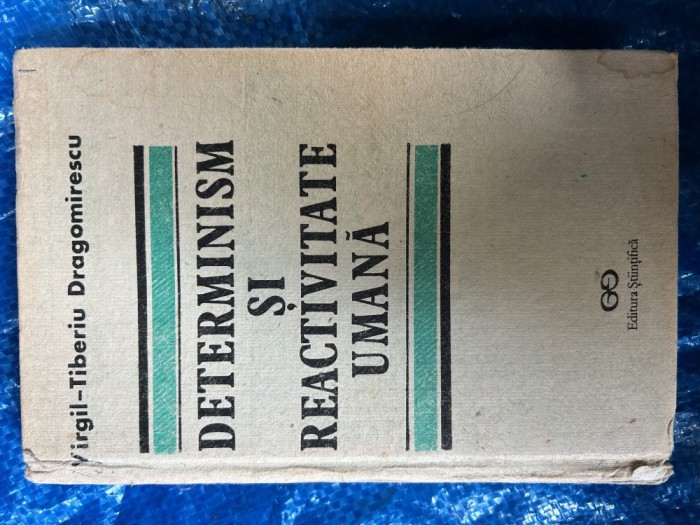 Virgil-Tiberiu Dragomirescu
DETERMINISM
ȘI
REACTIVITATE
UMANĂ
Editura Științifică